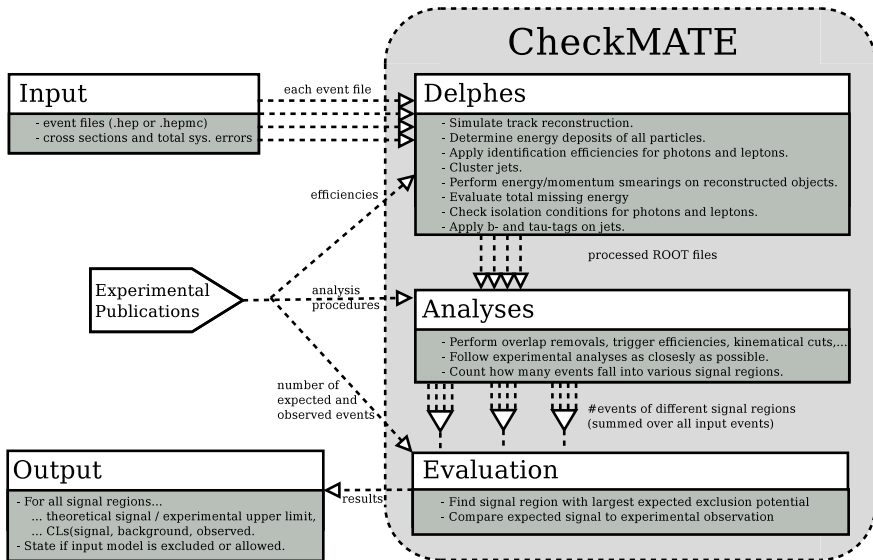 CheckMATE
Input
- event files (.hep or .hepmc)
- cross sections and total sys. errors
each event file
Delphes
- Simulate track reconstruction.
- Determine energy deposits of all particles.
- Apply identification efficiencies for photons and leptons.
- Cluster jets.
- Perform energy/momentum smearings on reconstructed objects.
- Evaluate total missing energy
- Check isolation conditions for photons and leptons.
- Apply b- and tau-tags on jets.
efficiencies
processed ROOT files
Experimental
Publications
analysis
procedures
Analyses
- Perform overlap removals, trigger efficiencies, kinematical cuts,...
- Follow experimental analyses as closesly as possible.
- Count how many events fall into various signal regions.
number of
expected and
observed events
#events of different signal regions
(summed over all input events)
Evaluation
- Find signal region with largest expected exclusion potential
- Compare expected signal to experimental observation
results
Output
- For all signal regions...
... theoretical signal / experimental upper limit,
... CLs(signal, background, observed.
- State if input model is excluded or allowed.